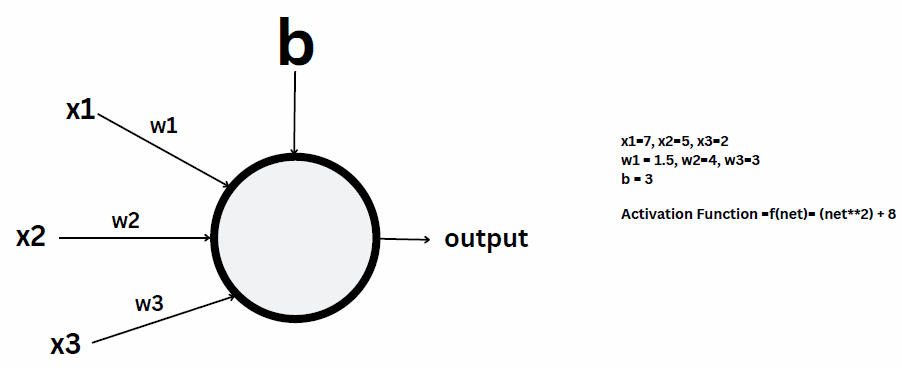 b
x1
w1
x2
w2
output
w3
x3
x1=7, x2=5, x3=2
w1 = 1.5, w2=4, w3=3
b = 3
Activation Function =f(net)= (net**2) + 8